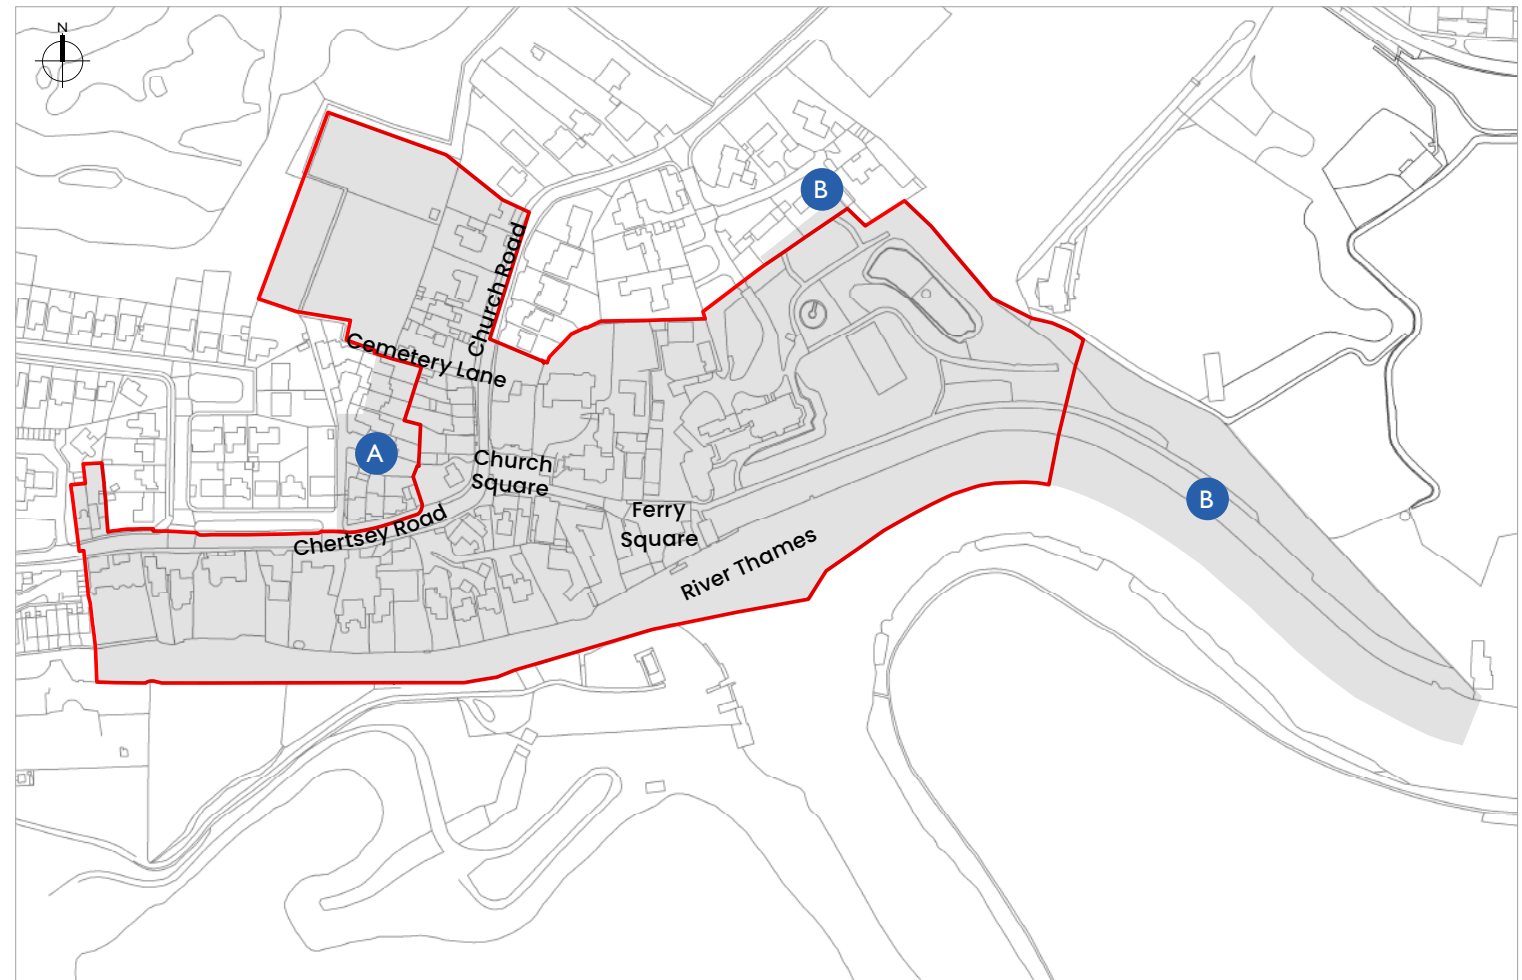 N
B
Church Road
Cemetery Lane
A
Church
Square
B
Chertsey Road
Ferry
Square
River Thames